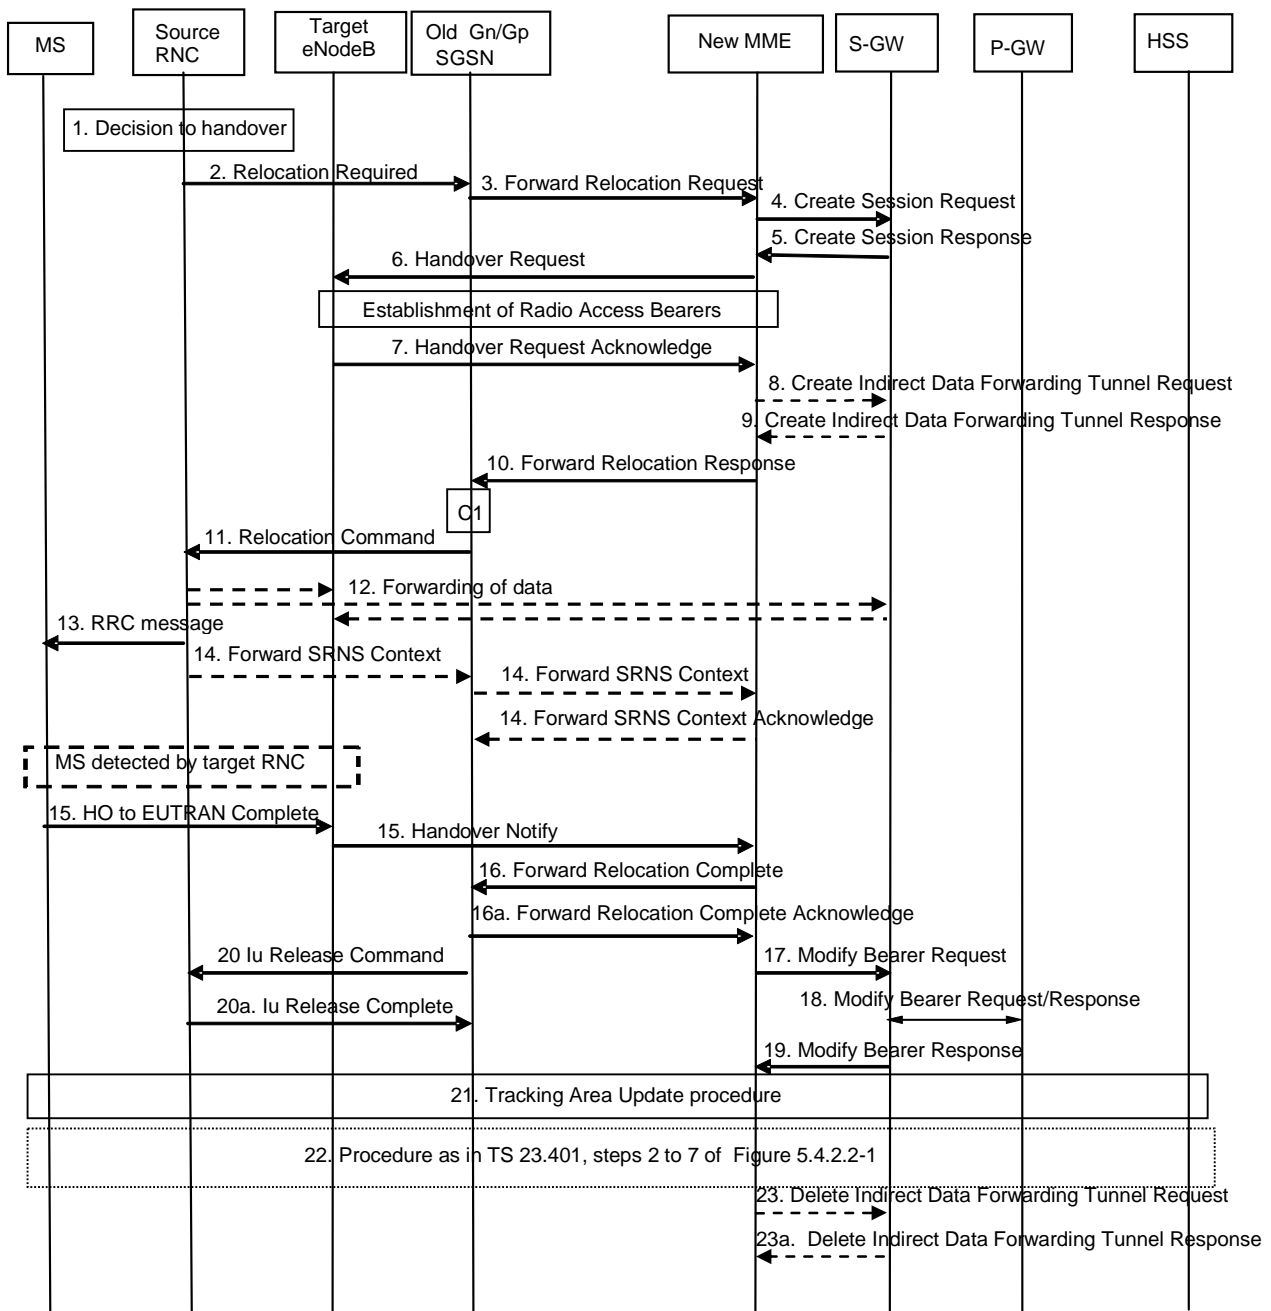 MS
Source
RNC
Target
eNodeB
Old Gn/Gp
SGSN
New MME
S-GW
P-GW
HSS
1. Decision to handover
2. Relocation Required
3. Forward Relocation Request
4. Create Session Request
5. Create Session Response
6. Handover Request
Establishment of Radio Access Bearers
7. Handover Request Acknowledge
8. Create Indirect Data Forwarding Tunnel Request
9. Create Indirect Data Forwarding Tunnel Response
10. Forward Relocation Response
C1
11. Relocation Command
12. Forwarding of data
13. RRC message
14. Forward SRNS Context
14. Forward SRNS Context
14. Forward SRNS Context Acknowledge
MS detected by target RNC
15. HO to EUTRAN Complete
15. Handover Notify
16. Forward Relocation Complete
16a. Forward Relocation Complete Acknowledge
20 Iu Release Command
17. Modify Bearer Request
20a. Iu Release Complete
18. Modify Bearer Request/Response
19. Modify Bearer Response
21. Tracking Area Update procedure
22. Procedure as in TS 23.401, steps 2 to 7 of Figure 5.4.2.2-1
23. Delete Indirect Data Forwarding Tunnel Request
23a. Delete Indirect Data Forwarding Tunnel Response